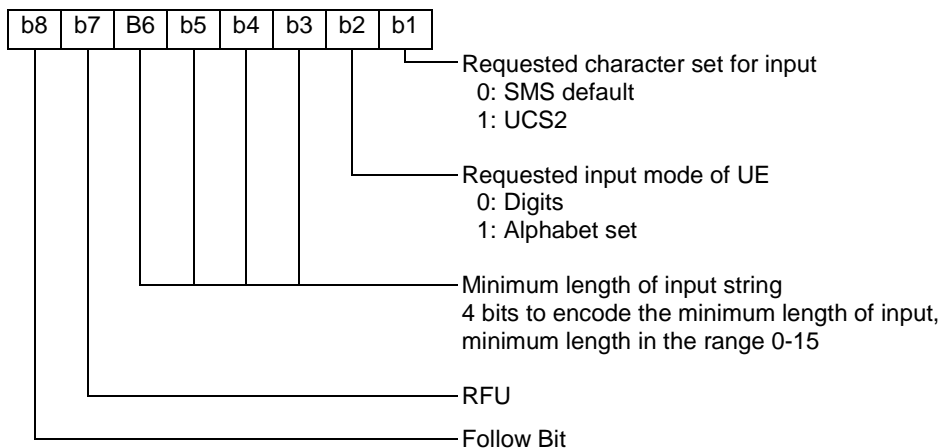 b8 b7 B6 b5 b4 b3 b2 b1
Requested character set for input
0: SMS default
1: UCS2
Requested input mode of UE
0: Digits
1: Alphabet set
Minimum length of input string
4 bits to encode the minimum length of input,
minimum length in the range 0-15
RFU
Follow Bit